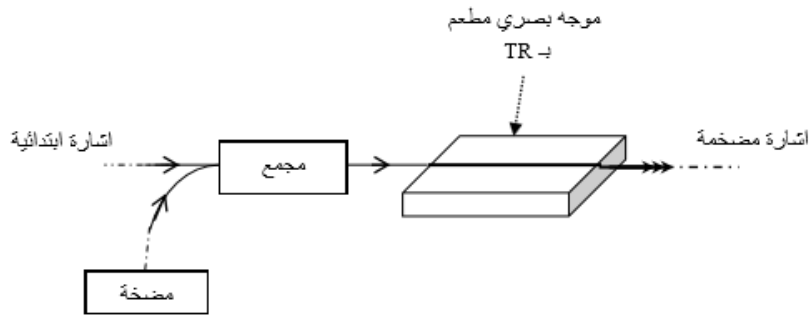 موجه بصري مطعم
بـ TR
اشارة ابتدائية
مجمع
اشارة مضخمة
مضخة